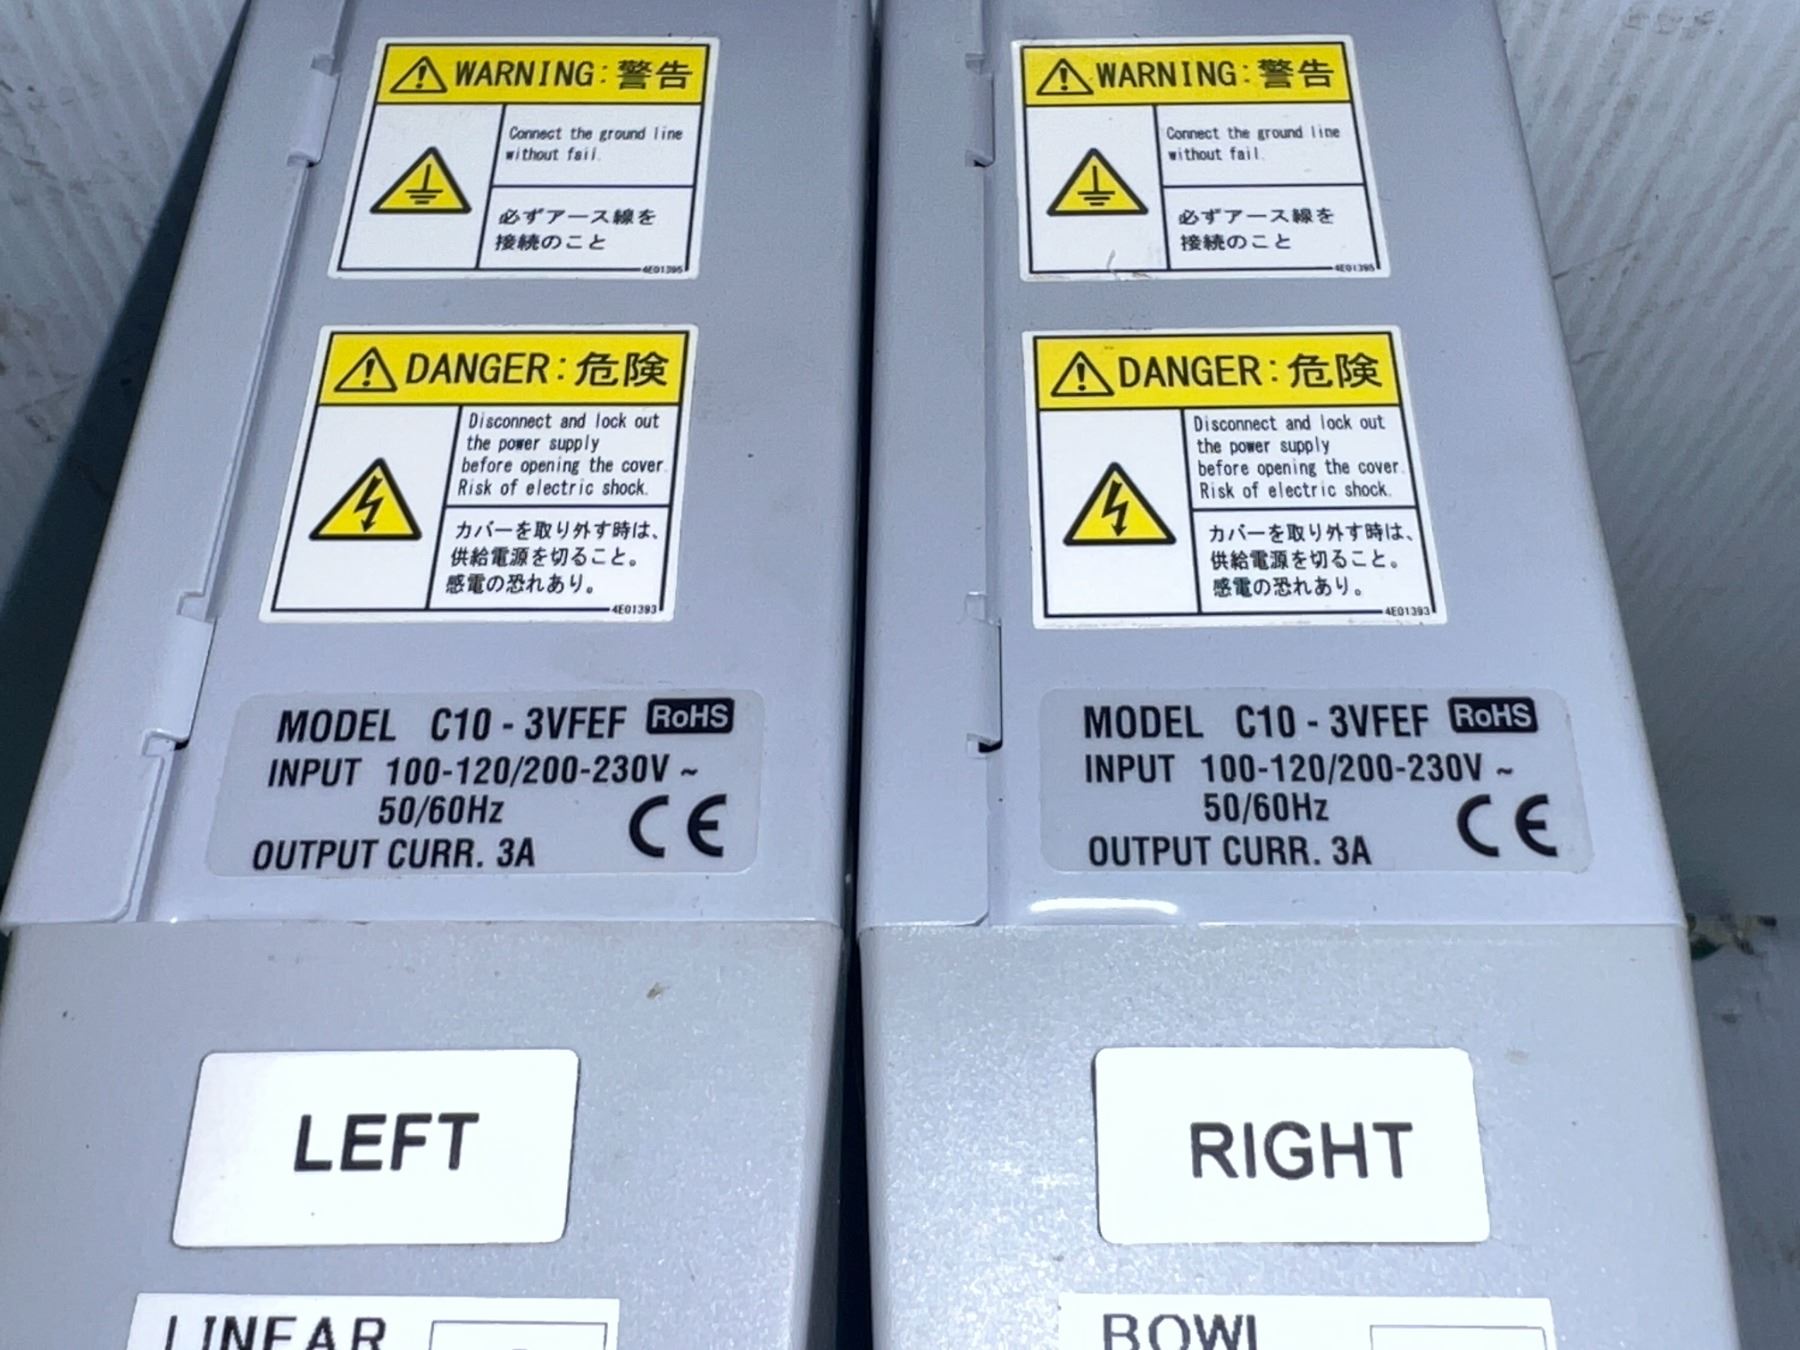 WARNING:警告
Connect the ground line
without fail.
必ずアース線を
接続のこと
4E01395
DANGER:危険
Disconnect and lock out
the power supply
before opening the cover.
Risk of electric shock.
カバーを取り外す時は、
供給電源を切ること。
感電の恐れあり。
4E01393
MODEL C10-3VFEF RoHS
INPUT 100-120/200-230V ~
50/60Hz
CE
OUTPUT CURR. 3A
LEFT
LINEAR
WARNING:警告
Connect the ground line
without fail.
必ずアース線を
接続のこと
4E01395
DANGER:危険
Disconnect and lock out
the power supply
before opening the cover.
Risk of electric shock.
カバーを取り外す時は、
供給電源を切ること。
感電の恐れあり。
4E01393
MODEL C10-3VFEF RoHS
INPUT 100-120/200-230V ~
50/60Hz
CE
OUTPUT CURR. 3A
RIGHT
BOWL